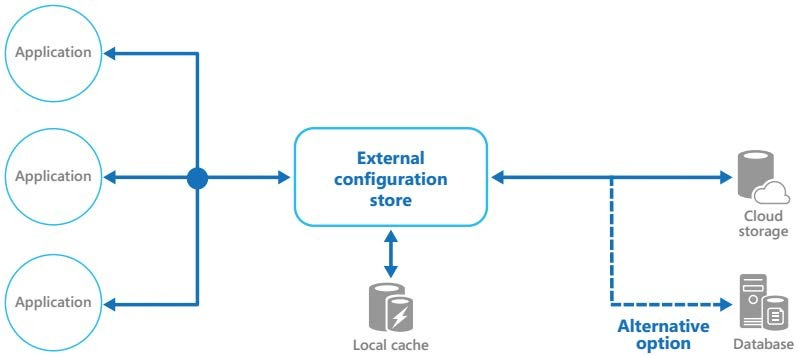 Application
Application
Application
External
configuration
store
Local cache
Cloud
storage
Alternative
option
Database